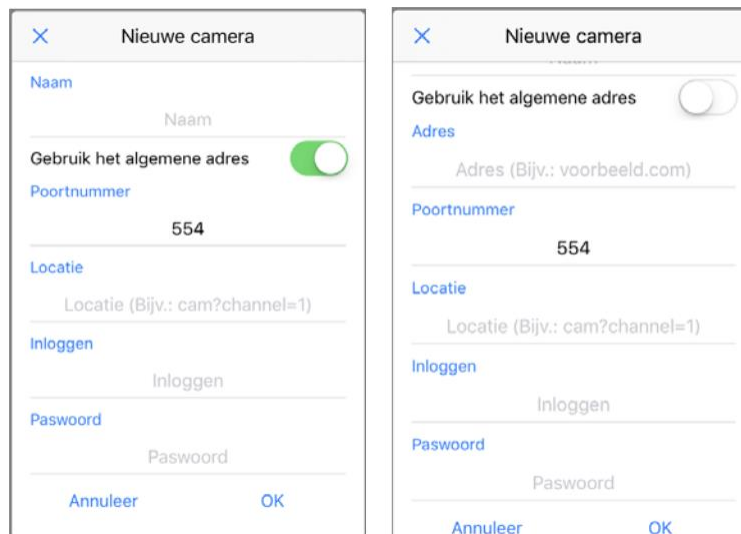 Nieuwe camera
Naam
Naam
Gebruik het algemene adres
Poortnummer
554
Locatie
Locatie (Bijv.: cam?channel=1)
Inloggen
Inloggen
Paswoord
Paswoord
Annuleer OK
Nieuwe camera
Gebruik het algemene adres
Adres
Adres (Bijv.: voorbeeld.com)
Poortnummer
554
Locatie
Locatie (Bijv.: cam?channel=1)
Inloggen
Inloggen
Paswoord
Paswoord
Annuleer OK